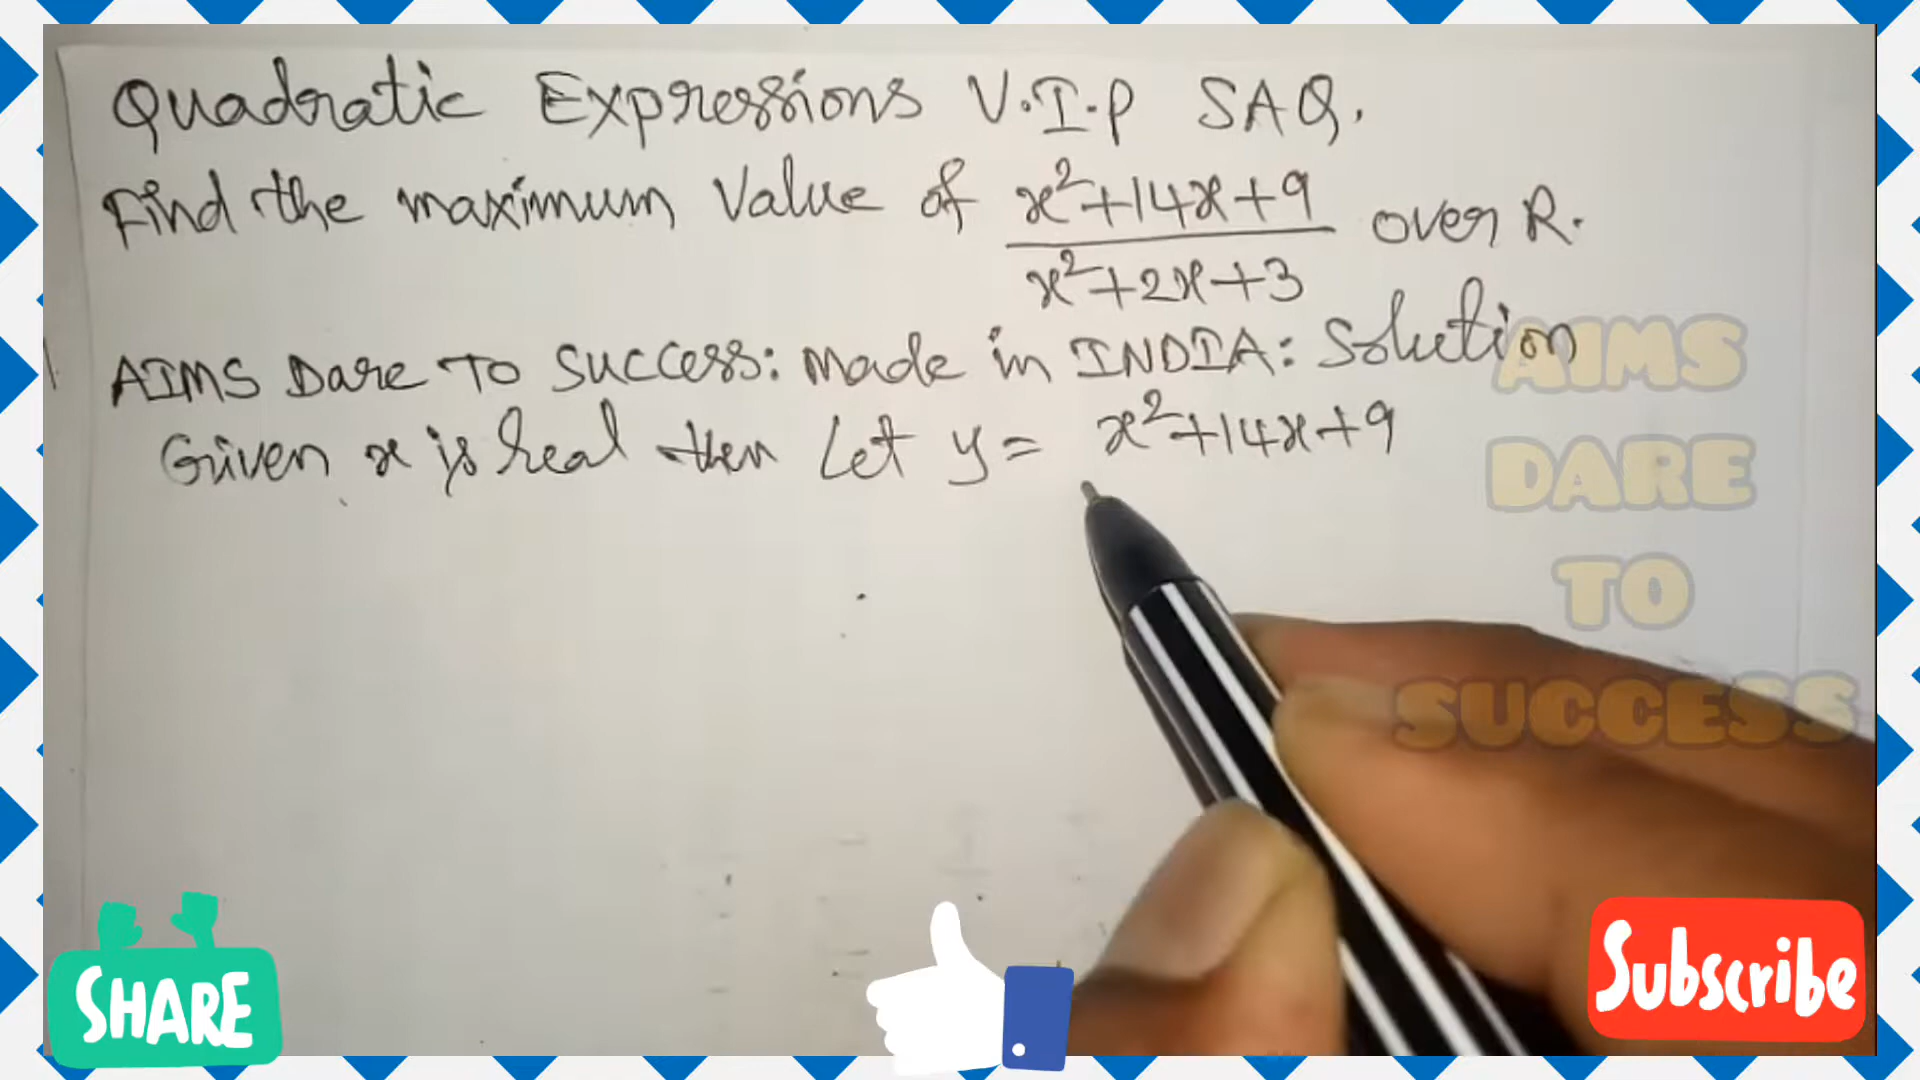 Quadratic Expressions V.I.P SAQ.
Find the maximum Value of x²+14x+9 over R.
x²+2x+3
AIMS Dare To Success: Made in INDIA: Solution
Given x is real then Let y = x²+14x+9
AIMS
DARE
TO
SUCCESS
SHARE
Subscribe